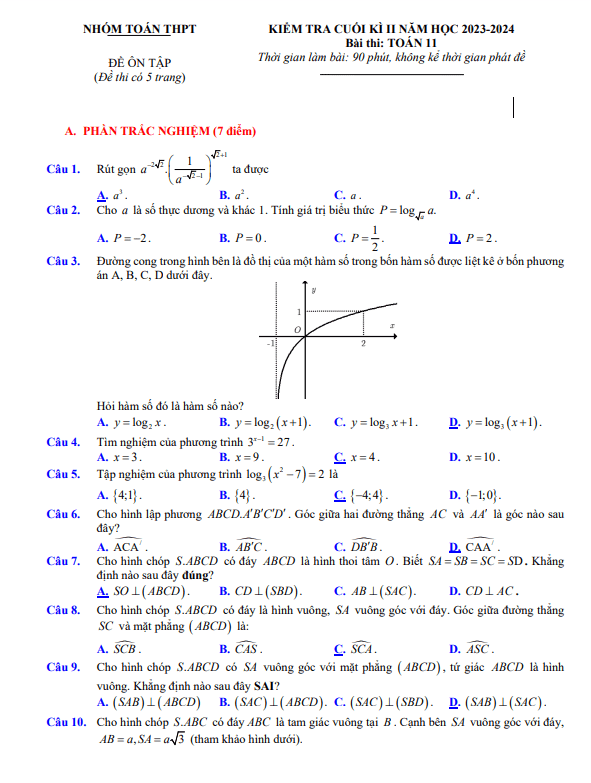 NHÓM TOÁN THPT
ĐỀ ÔN TẬP
(Đề thi có 5 trang)
KIỂM TRA CUỐI KÌ II NĂM HỌC 2023-2024
Bài thi: TOÁN 11
Thời gian làm bài: 90 phút, không kể thời gian phát đề
A. PHẦN TRẮC NGHIỆM (7 điểm)
Câu 1. Rút gọn $a^{-2\sqrt{2}}.\left(\frac{1}{a^{-\sqrt{2}-1}}\right)^{\sqrt{2}+1}$ ta được
A. $a^3$. B. $a^2$. C. $a$. D. $a^4$.
Câu 2. Cho $a$ là số thực dương và khác 1. Tính giá trị biểu thức $P = \log_{\sqrt{a}} a$.
A. $P = -2$. B. $P = 0$. C. $P = \frac{1}{2}$. D. $P = 2$.
Câu 3. Đường cong trong hình bên là đồ thị của một hàm số trong bốn hàm số được liệt kê ở bốn phương
án A, B, C, D dưới đây.
y
1
O
x
-1
2
Hỏi hàm số đó là hàm số nào?
A. $y = \log_2 x$. B. $y = \log_2(x+1)$. C. $y = \log_3 x + 1$. D. $y = \log_3(x+1)$.
Câu 4. Tìm nghiệm của phương trình $3^{x-1} = 27$.
A. $x = 3$. B. $x = 9$. C. $x = 4$. D. $x = 10$.
Câu 5. Tập nghiệm của phương trình $\log_3(x^2 - 7) = 2$ là
A. {4;1}. B. {4}. C. {-4;4}. D. {-1;0}.
Câu 6. Cho hình lập phương ABCD.A'B'C'D'. Góc giữa hai đường thẳng AC và AA' là góc nào sau
đây?
A. $\widehat{ACA'}$. B. $\widehat{AB'C}$. C. $\widehat{DB'B}$. D. $\widehat{CAA'}$.
Câu 7. Cho hình chóp S.ABCD có đáy ABCD là hình thoi tâm O. Biết SA = SB = SC = SD. Khẳng
định nào sau đây đúng?
A. SO ⊥ (ABCD). B. CD ⊥ (SBD). C. AB ⊥ (SAC). D. CD ⊥ AC.
Câu 8. Cho hình chóp S.ABCD có đáy là hình vuông, SA vuông góc với đáy. Góc giữa đường thẳng
SC và mặt phẳng (ABCD) là:
A. $\widehat{SCB}$. B. $\widehat{CAS}$. C. $\widehat{SCA}$. D. $\widehat{ASC}$.
Câu 9. Cho hình chóp S.ABCD có SA vuông góc với mặt phẳng (ABCD), tứ giác ABCD là hình
vuông. Khẳng định nào sau đây SAI?
A. (SAB) ⊥ (ABCD) B. (SAC) ⊥ (ABCD). C. (SAC) ⊥ (SBD). D. (SAB) ⊥ (SAC).
Câu 10. Cho hình chóp S.ABC có đáy ABC là tam giác vuông tại B. Cạnh bên SA vuông góc với đáy,
$AB = a, SA = a\sqrt{3}$ (tham khảo hình dưới).